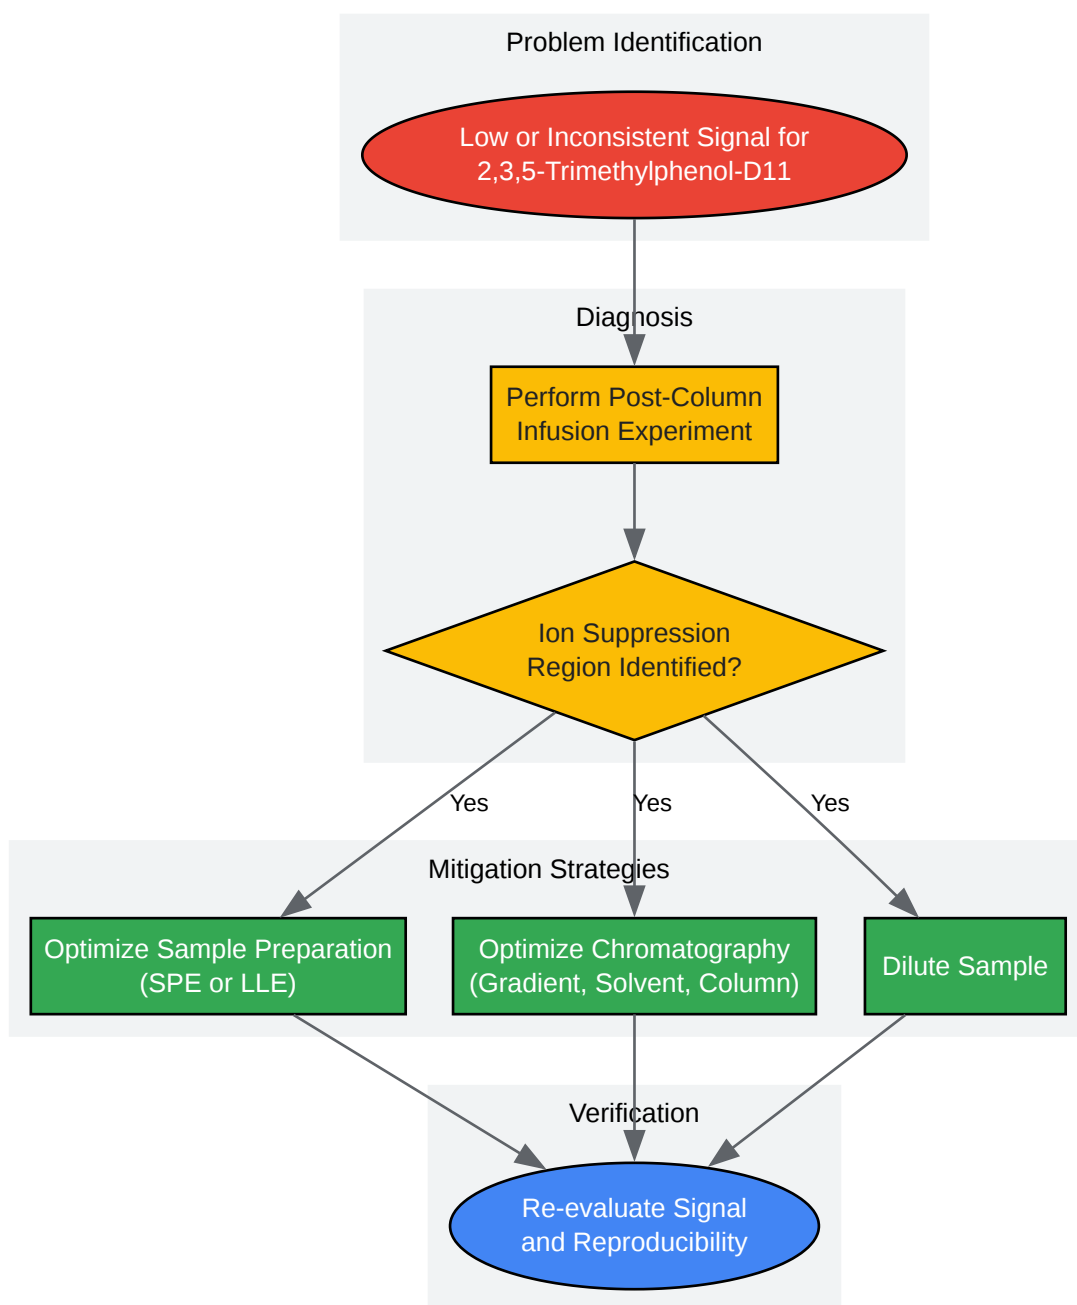 Problem Identification
Low or Inconsistent Signal for
2,3,5-Trimethylphenol-D11
Diagnosis
Perform Post-Column
Infusion Experiment
Ion Suppression
Region Identified?
Yes
Yes
Yes
Mitigation Strategies
Optimize Sample Preparation
(SPE or LLE)
Optimize Chromatography
(Gradient, Solvent, Column)
Dilute Sample
Verification
Re-evaluate Signal
and Reproducibility